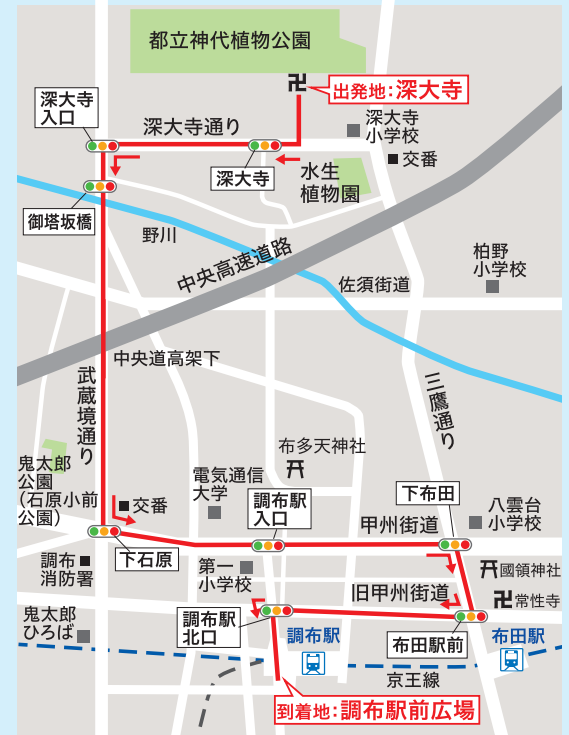 都立神代植物公園
出発地：深大寺
深大寺
入口
深大寺通り
深大寺
小学校
交番
深大寺
水生
植物園
御塔坂橋
野川
中央高速道路
佐須街道
柏野
小学校
中央道高架下
武蔵境通り
三鷹通り
鬼太郎
公園
（石原小前
公園）
交番
電気通信
大学
布多天神社
調布駅
入口
下布田
八雲台
小学校
甲州街道
下石原
調布
消防署
第一
小学校
旧甲州街道
國領神社
常性寺
鬼太郎
ひろば
調布駅
北口
調布駅
布田駅前
布田駅
京王線
到着地：調布駅前広場